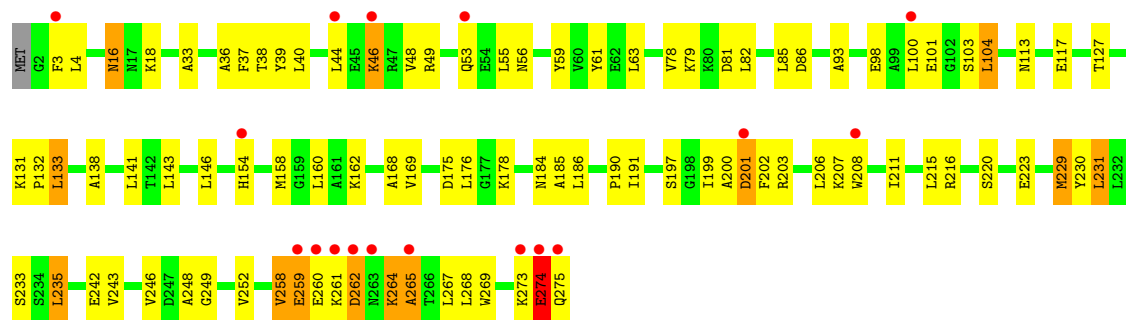 MET G2 F3 L4 N16 N17 K18 A33 A36 F37 T38 Y39 L40 L44 E45 K46 R47 V48 R49 Q53 E54 L55 N56 Y59 V60 Y61 E62 L63 V78 K79 K80 D81 L82 L85 D86 A93 E98 A99 L100 E101 G102 S103 L104 N113 E117 T127
K131 P132 L133 A138 L141 T142 L143 L146 H154 M158 G159 L160 A161 K162 A168 V169 D175 L176 G177 K178 N184 A185 L186 P190 I191 S197 G198 I199 A200 D201 F202 R203 L206 K207 W208 I211 L215 R216 S220 E223 M229 Y230 L231 L232
S233 S234 L235 E242 V243 V246 D247 A248 G249 V252 V258 E259 E260 K261 D262 N263 K264 A265 T266 L267 L268 W269 K273 E274 Q275